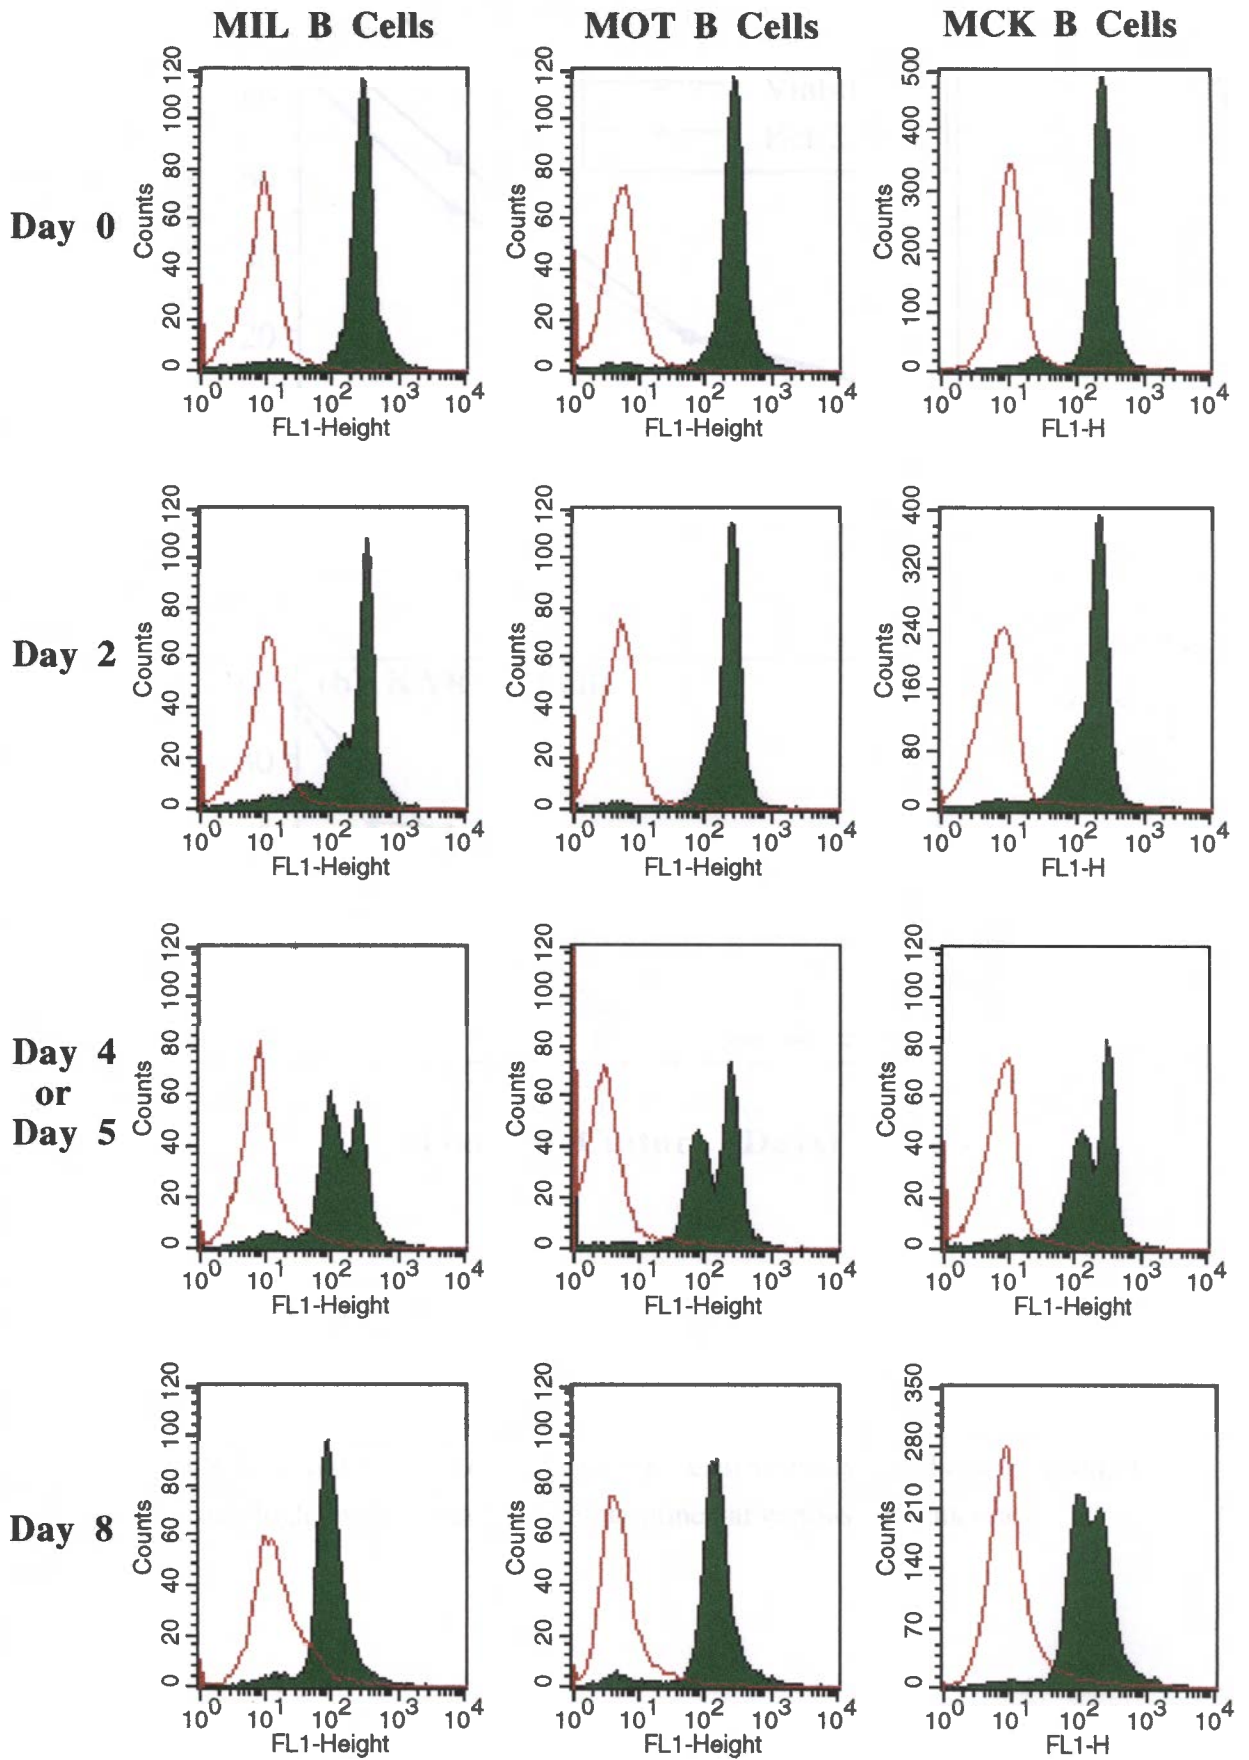 MIL B Cells
MOT B Cells
MCK B Cells
Day 0
Counts
0 20 40 60 80 100 120
10^0 10^1 10^2 10^3 10^4
FL1-Height
Counts
0 20 40 60 80 100 120
10^0 10^1 10^2 10^3 10^4
FL1-Height
Counts
0 100 200 300 400 500
10^0 10^1 10^2 10^3 10^4
FL1-H
Day 2
Counts
0 20 40 60 80 100 120
10^0 10^1 10^2 10^3 10^4
FL1-Height
Counts
0 20 40 60 80 100 120
10^0 10^1 10^2 10^3 10^4
FL1-Height
Counts
0 80 160 240 320 400
10^0 10^1 10^2 10^3 10^4
FL1-H
Day 4
or
Day 5
Counts
0 20 40 60 80 100 120
10^0 10^1 10^2 10^3 10^4
FL1-Height
Counts
0 20 40 60 80 100 120
10^0 10^1 10^2 10^3 10^4
FL1-Height
Counts
0 20 40 60 80 100 120
10^0 10^1 10^2 10^3 10^4
FL1-Height
Day 8
Counts
0 20 40 60 80 100 120
10^0 10^1 10^2 10^3 10^4
FL1-Height
Counts
0 20 40 60 80 100 120
10^0 10^1 10^2 10^3 10^4
FL1-Height
Counts
0 70 140 210 280 350
10^0 10^1 10^2 10^3 10^4
FL1-H